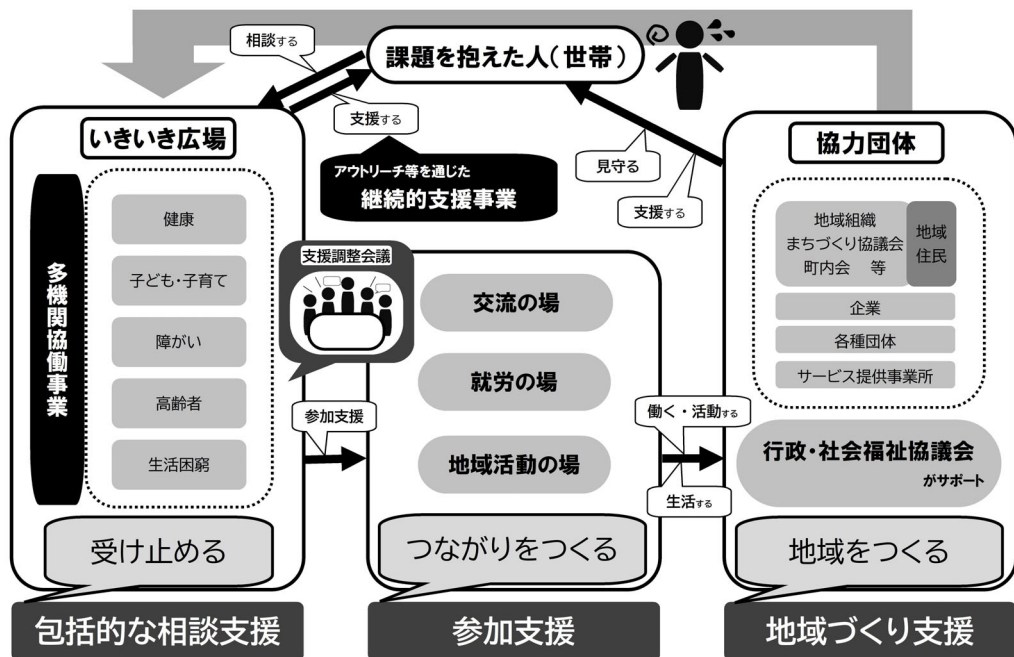 相談する
課題を抱えた人(世帯)
支援する
アウトリーチ等を通じた
継続的支援事業
見守る
支援する
いきいき広場
多機関協働事業
健康
子ども・子育て
障がい
高齢者
生活困窮
受け止める
包括的な相談支援
支援調整会議
参加支援
交流の場
就労の場
地域活動の場
つながりをつくる
参加支援
働く・活動する
生活する
協力団体
地域組織
まちづくり協議会
町内会 等
地域
住民
企業
各種団体
サービス提供事業所
行政・社会福祉協議会
がサポート
地域をつくる
地域づくり支援